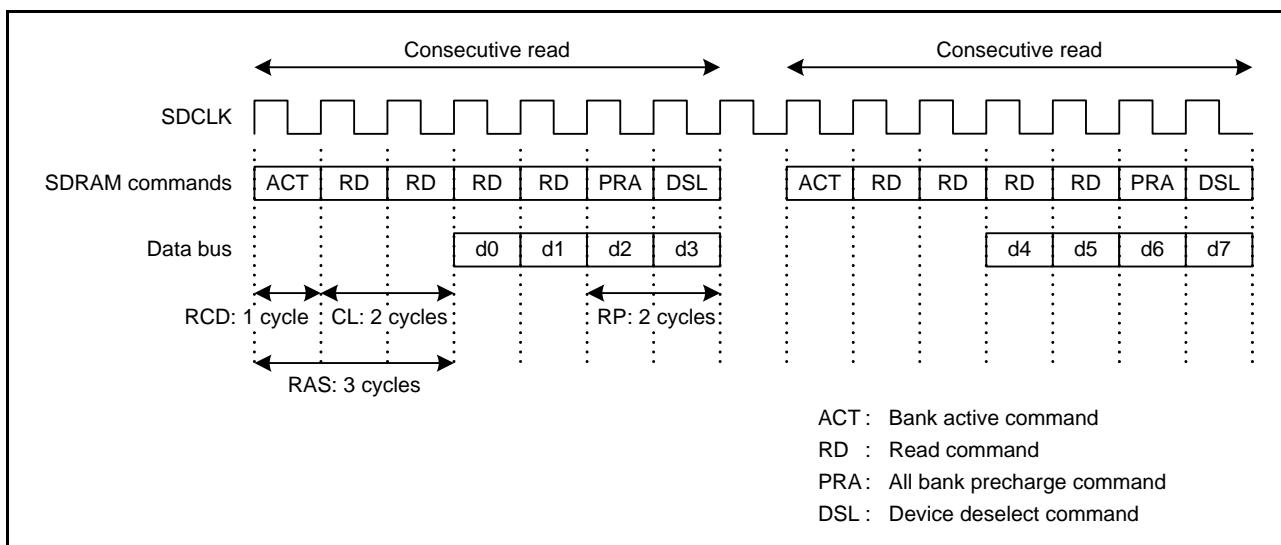 Consecutive read Consecutive read
SDCLK
SDRAM commands ACT RD RD RD RD PRA DSL ACT RD RD RD RD PRA DSL
Data bus d0 d1 d2 d3 d4 d5 d6 d7
RCD: 1 cycle CL: 2 cycles RP: 2 cycles
RAS: 3 cycles
ACT : Bank active command
RD : Read command
PRA : All bank precharge command
DSL : Device deselect command